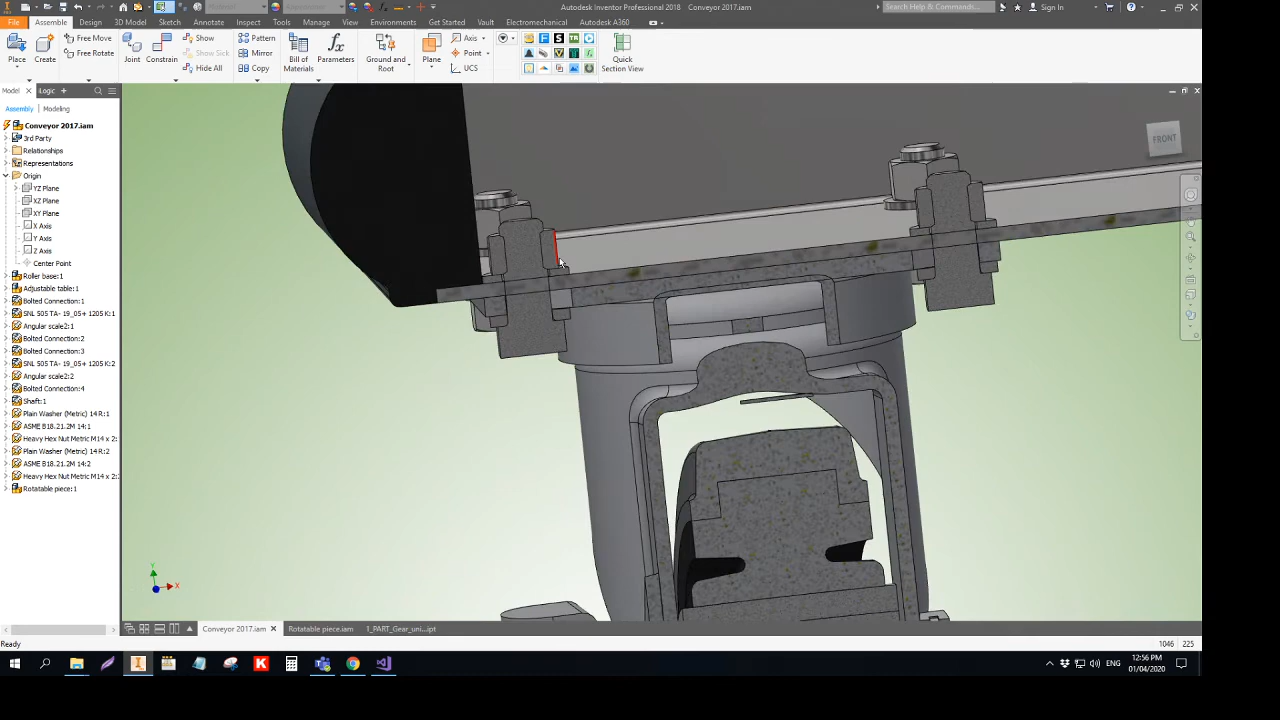 Autodesk Inventor Professional 2018 Conveyor 2017.iam
Search Help & Commands...
Sign In
File Assemble Design 3D Model Sketch Annotate Inspect Tools Manage View Environments Get Started Vault Electromechanical Autodesk A360
Place
Create
Free Move
Free Rotate
Joint
Constrain
Show
Show Sick
Hide All
Pattern
Mirror
Copy
Bill of Materials
Parameters
Ground and Root
Plane
Axis
Point
UCS
Quick Section View
Model Logic
Assembly Modeling
Conveyor 2017.iam
3rd Party
Relationships
Representations
Origin
YZ Plane
XZ Plane
XY Plane
X Axis
Y Axis
Z Axis
Center Point
Roller base:1
Adjustable table:1
Bolted Connection:1
SNL 505 TA- 19_05+ 1205 K:1
Angular scale2:1
Bolted Connection:2
Bolted Connection:3
SNL 505 TA- 19_05+ 1205 K:2
Angular scale2:2
Bolted Connection:4
Shaft:1
Plain Washer (Metric) 14 R:1
ASME B18.21.2M 14:1
Heavy Hex Nut Metric M14 x 2:
Plain Washer (Metric) 14 R:2
ASME B18.21.2M 14:2
Heavy Hex Nut Metric M14 x 2:
Rotatable piece:1
FRONT
Y
X
Conveyor 2017.iam Rotatable piece.iam 1_PART_Gear_uni...ipt
Ready
1046 225
K
ENG
12:56 PM
01/04/2020